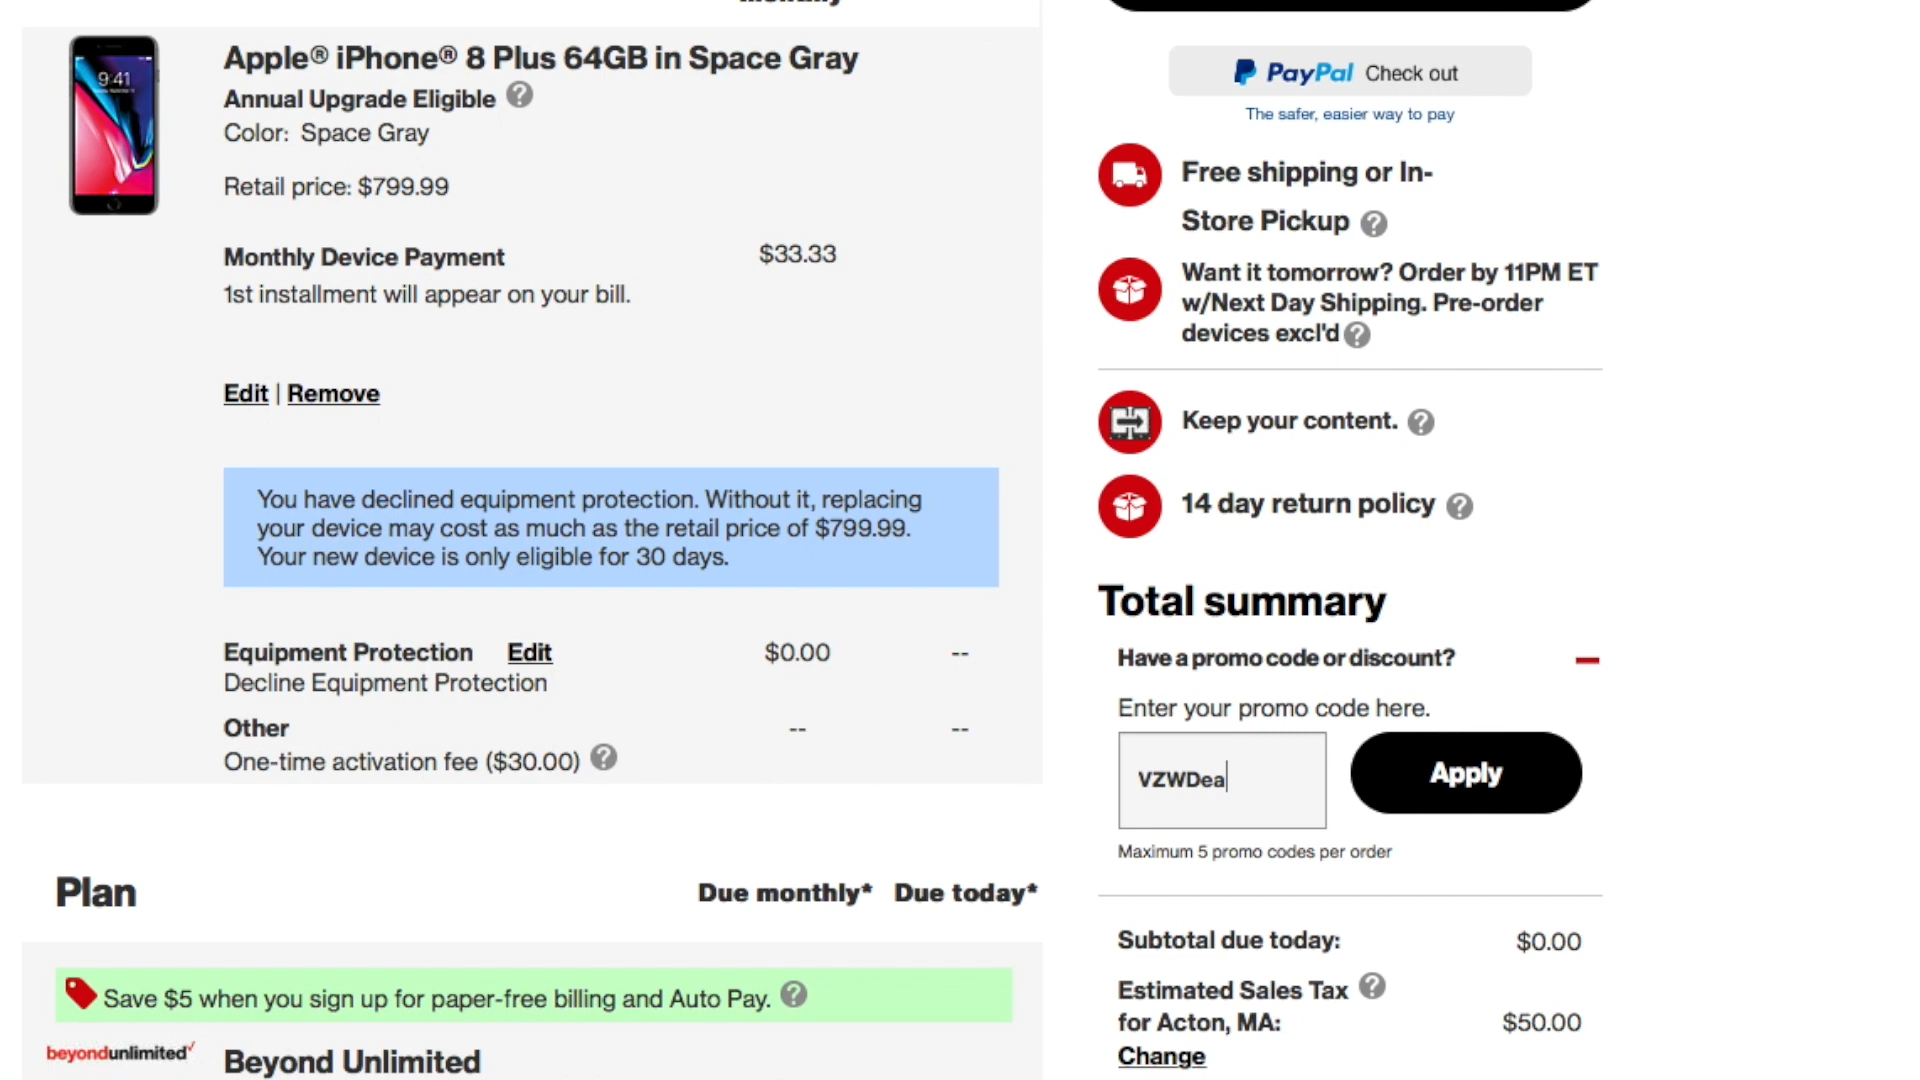 Apple® iPhone® 8 Plus 64GB in Space Gray
Annual Upgrade Eligible ?
Color: Space Gray
Retail price: $799.99
9:41
Monthly Device Payment $33.33
1st installment will appear on your bill.
Edit | Remove
You have declined equipment protection. Without it, replacing
your device may cost as much as the retail price of $799.99.
Your new device is only eligible for 30 days.
Equipment Protection Edit $0.00 --
Decline Equipment Protection
Other -- --
One-time activation fee ($30.00) ?
Plan Due monthly* Due today*
Save $5 when you sign up for paper-free billing and Auto Pay. ?
beyondunlimited Beyond Unlimited
PayPal Check out
The safer, easier way to pay
Free shipping or In-
Store Pickup ?
Want it tomorrow? Order by 11PM ET
w/Next Day Shipping. Pre-order
devices excl'd ?
Keep your content. ?
14 day return policy ?
Total summary
Have a promo code or discount?
Enter your promo code here.
VZWDea Apply
Maximum 5 promo codes per order
Subtotal due today: $0.00
Estimated Sales Tax ?
for Acton, MA: $50.00
Change